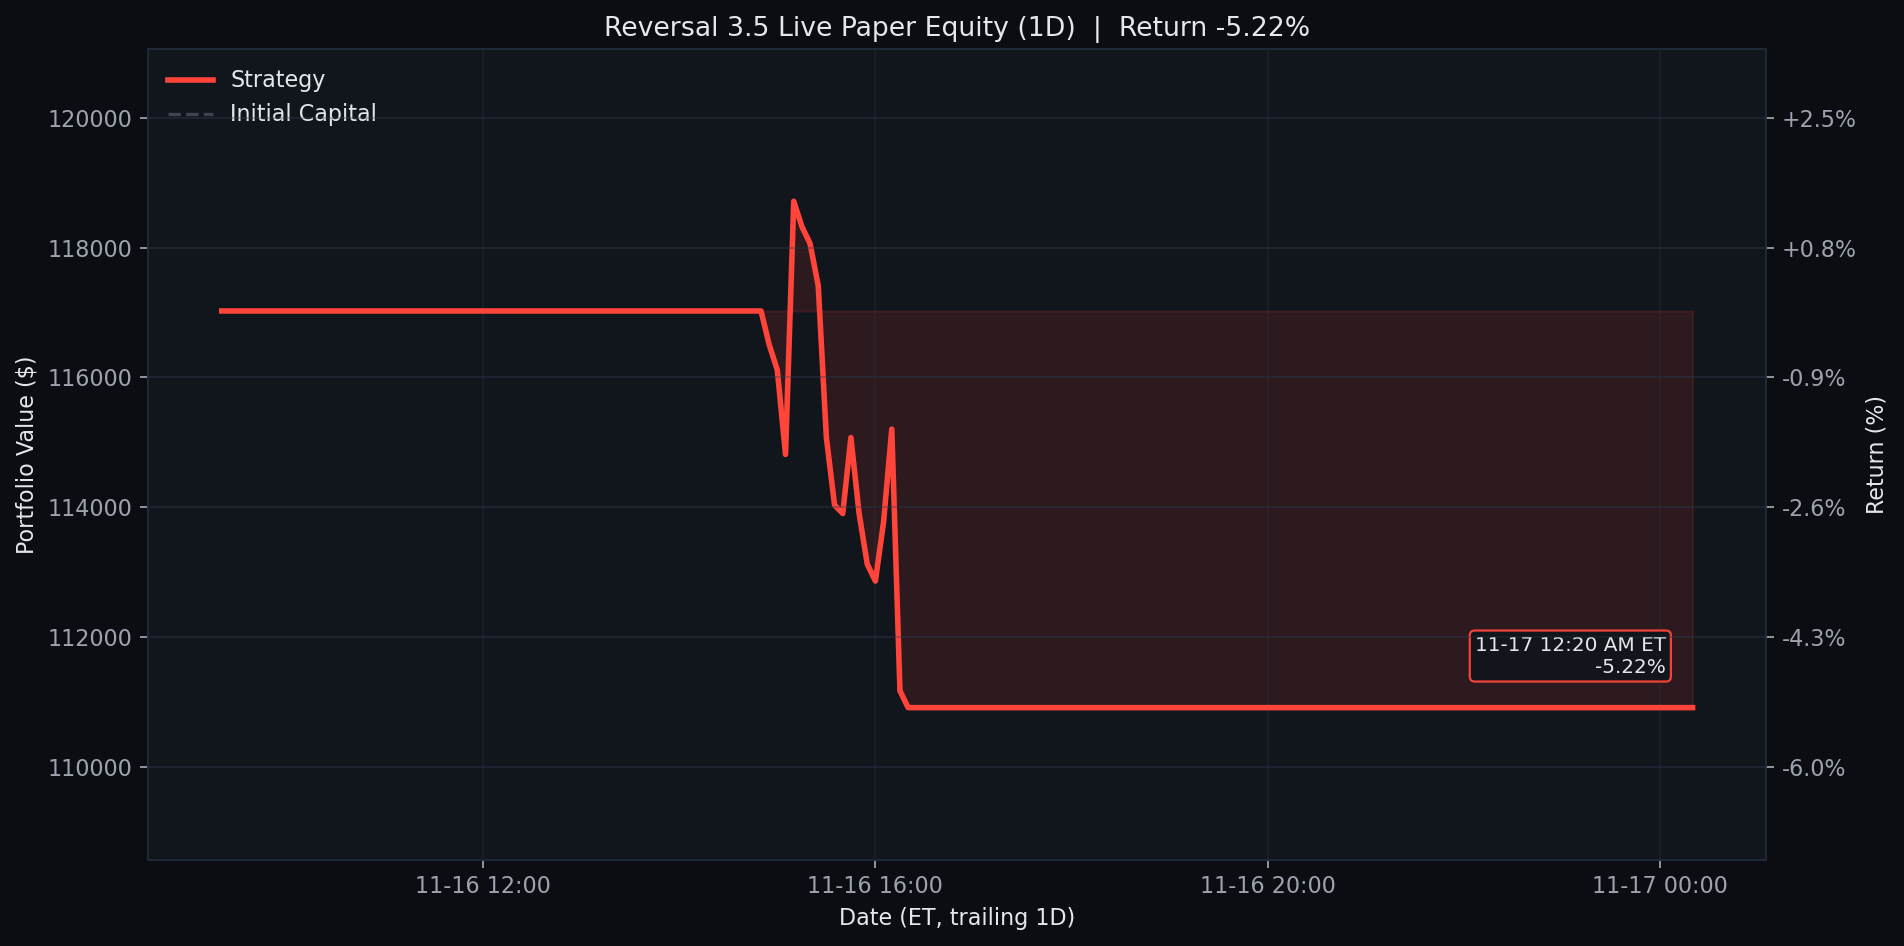 Reversal 3.5 Live Paper Equity (1D) | Return -5.22%
Strategy
Initial Capital
Portfolio Value ($)
120000
118000
116000
114000
112000
110000
+2.5%
+0.8%
-0.9%
-2.6%
-4.3%
-6.0%
Return (%)
11-17 12:20 AM ET
-5.22%
11-16 12:00
11-16 16:00
11-16 20:00
11-17 00:00
Date (ET, trailing 1D)